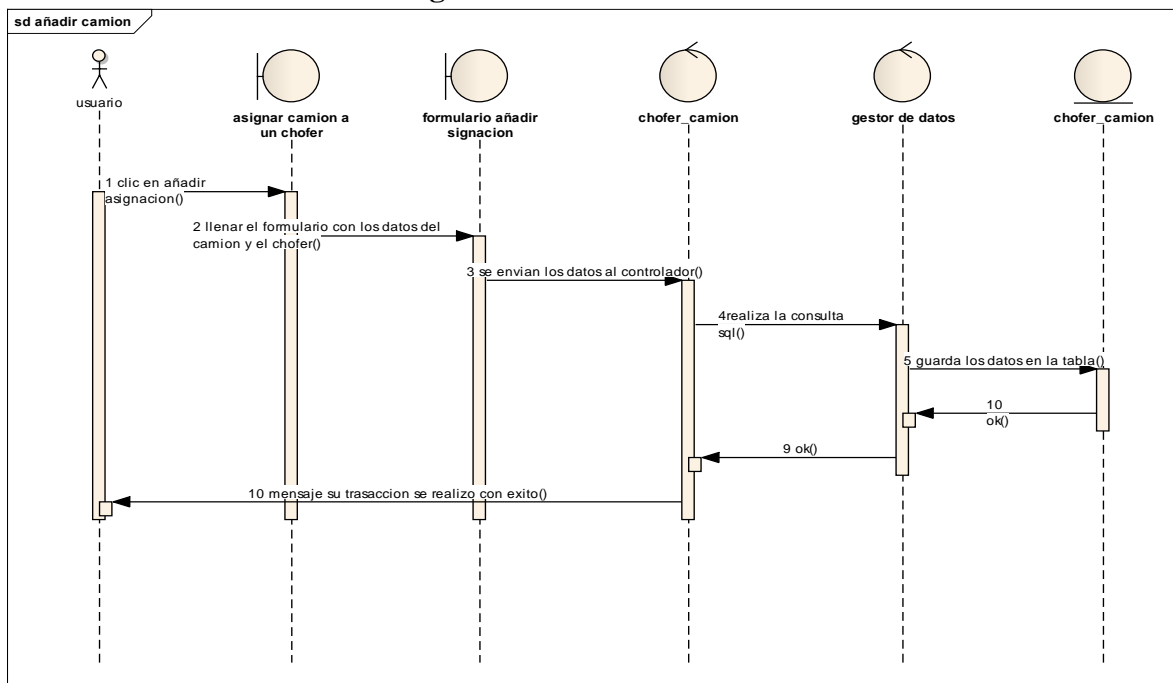 sd añadir camion
usuario
asignar camion a
un chofer
formulario añadir
signacion
chofer_camion
gestor de datos
chofer_camion
1 clic en añadir
asignacion()
2 llenar el formulario con los datos del
camion y el chofer()
3 se envian los datos al controlador()
4realiza la consulta
sql()
5 guarda los datos en la tabla()
10
ok()
9 ok()
10 mensaje su trasaccion se realizo con exito()